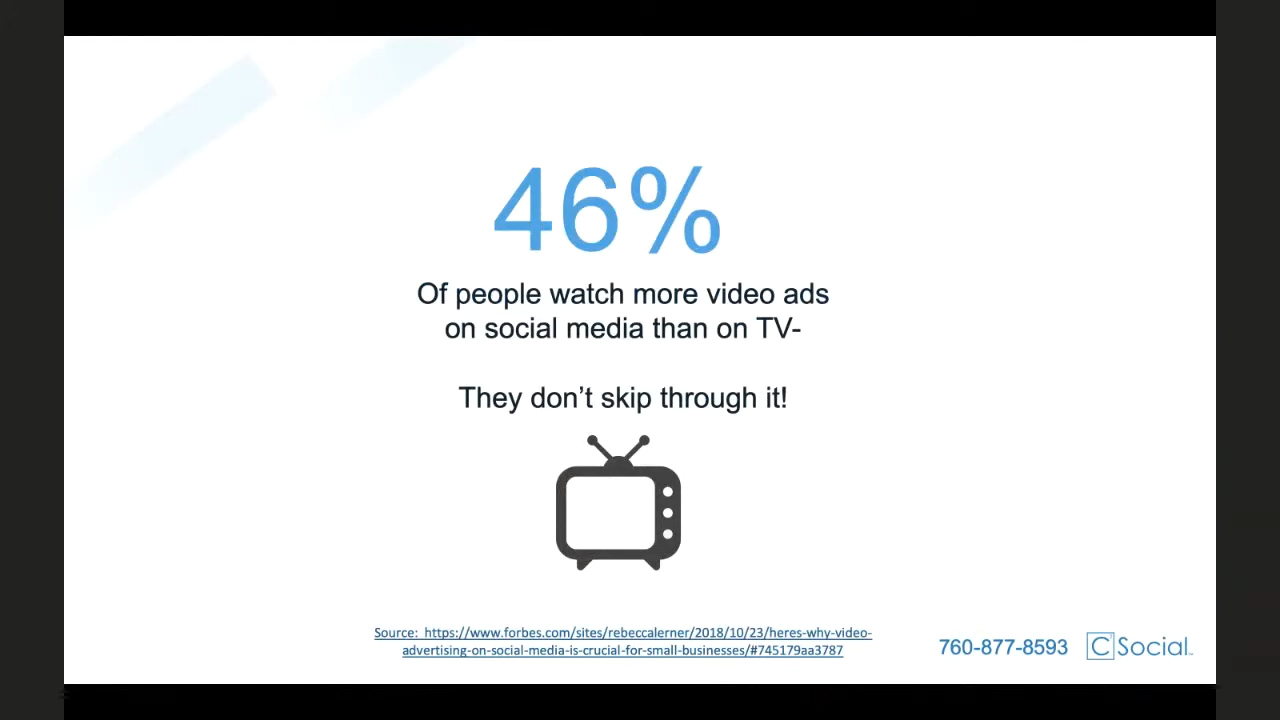 46%
Of people watch more video ads
on social media than on TV-
They don't skip through it!
Source:  https://www.forbes.com/sites/rebeccalerner/2018/10/23/heres-why-video-
advertising-on-social-media-is-crucial-for-small-businesses/#745179aa3787
760-877-8593
C Social